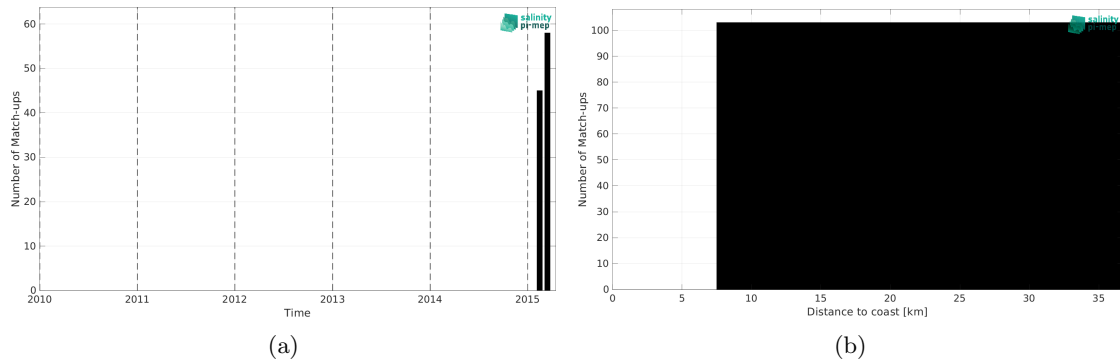 salinity
pi-mep
60
50
40
30
20
10
0
Number of Match-ups
2010 2011 2012 2013 2014 2015
Time
(a)
salinity
pi-mep
100
90
80
70
60
50
40
30
20
10
0
Number of Match-ups
0 5 10 15 20 25 30 35
Distance to coast [km]
(b)